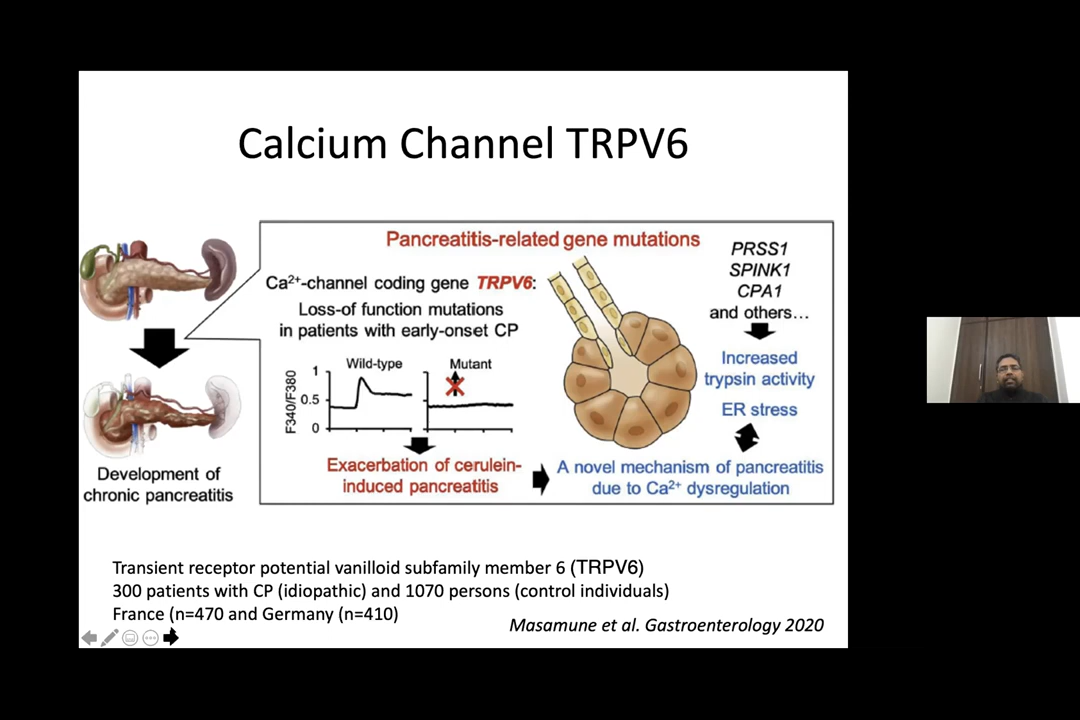 Calcium Channel TRPV6
Pancreatitis-related gene mutations
Ca²⁺-channel coding gene TRPV6:
Loss-of function mutations
in patients with early-onset CP
Wild-type
Mutant
F340/F380
1
0.5
0
Exacerbation of cerulein-
induced pancreatitis
PRSS1
SPINK1
CPA1
and others...
Increased
trypsin activity
ER stress
A novel mechanism of pancreatitis
due to Ca²⁺ dysregulation
Development of
chronic pancreatitis
Transient receptor potential vanilloid subfamily member 6 (TRPV6)
300 patients with CP (idiopathic) and 1070 persons (control individuals)
France (n=470 and Germany (n=410)
Masamune et al. Gastroenterology 2020